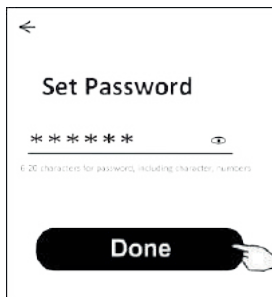 Set Password
******
6-20 characters for password, including character, numbers
Done